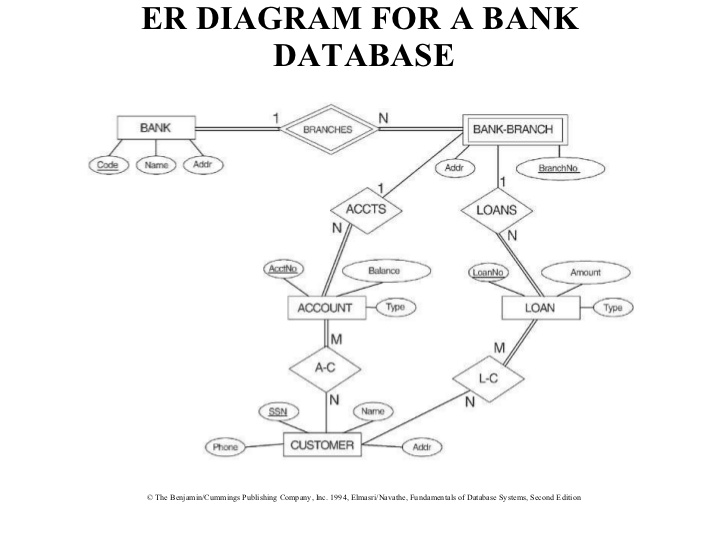 ER DIAGRAM FOR A BANK
DATABASE
BANK
1
BRANCHES
N
BANK-BRANCH
Code
Name
Addr
Addr
BranchNo
1
1
ACCTS
LOANS
N
N
AcctNo
Balance
LoanNo
Amount
ACCOUNT
Type
LOAN
Type
M
M
A-C
L-C
N
N
SSN
Name
Phone
CUSTOMER
Addr
© The Benjamin/Cummings Publishing Company, Inc. 1994, Elmasri/Navathe, Fundamentals of Database Systems, Second Edition